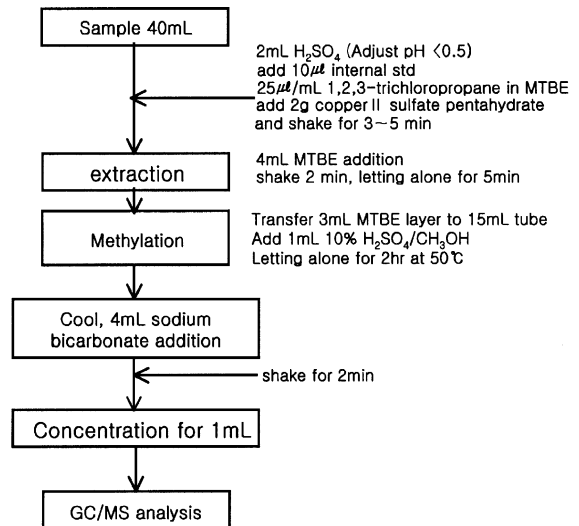 Sample 40mL
2mL H₂SO₄ (Adjust pH <0.5)
add 10㎕ internal std
25㎕/mL 1,2,3-trichloropropane in MTBE
add 2g copper Ⅱ sulfate pentahydrate
and shake for 3~5 min
extraction
4mL MTBE addition
shake 2 min, letting alone for 5min
Methylation
Transfer 3mL MTBE layer to 15mL tube
Add 1mL 10% H₂SO₄/CH₃OH
Letting alone for 2hr at 50℃
Cool, 4mL sodium
bicarbonate addition
shake for 2min
Concentration for 1mL
GC/MS analysis